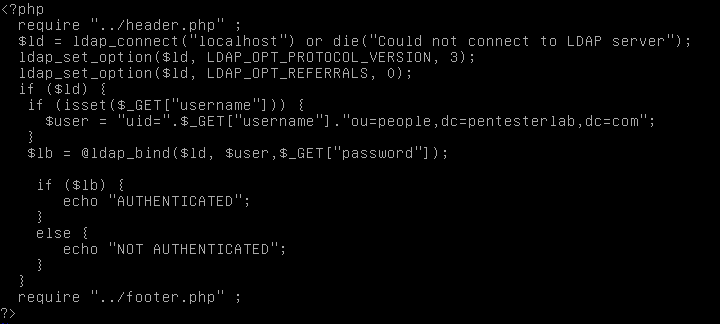 <?php
  require "../header.php" ;
  $ld = ldap_connect("localhost") or die("Could not connect to LDAP server");
  ldap_set_option($ld, LDAP_OPT_PROTOCOL_VERSION, 3);
  ldap_set_option($ld, LDAP_OPT_REFERRALS, 0);
  if ($ld) {
   if (isset($_GET["username"])) {
     $user = "uid=".$_GET["username"]."ou=people,dc=pentesterlab,dc=com";
   }
   $lb = @ldap_bind($ld, $user,$_GET["password"]);

    if ($lb) {
       echo "AUTHENTICATED";
    }
    else {
       echo "NOT AUTHENTICATED";
    }
  }
  require "../footer.php" ;
?>